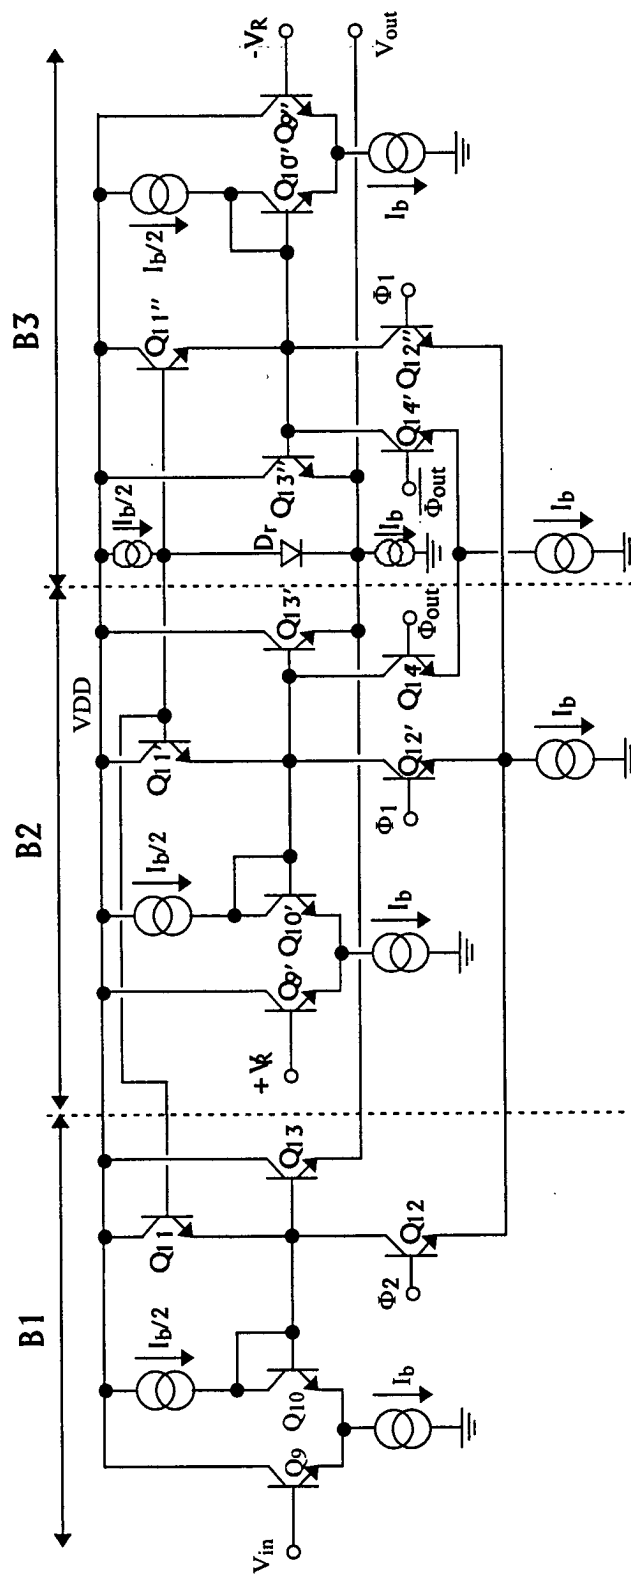 B1
B2
B3
VDD
Vin
Q9
Q10
Ib/2
Ib
Q11
Q12
Φ2
Q13
+VR
Q9'
Q10'
Ib/2
Ib
Q11'
Q12'
Φ1
Q13'
Q14
Φout
Ib
Ib/2
Dr
Ib
Q13''
Q14'
Φout
Ib
Q11''
Q12''
Φ1
Ib/2
Q10'
Q9''
Ib
-VR
Vout